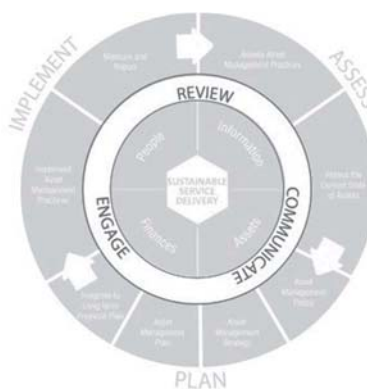 IMPLEMENT
ASSESS
PLAN
Measure and
Report
Assess Asset
Management Practices
Implement
Asset
Management
Practices
Current State
of Assets
Asset
Management
Policy
Asset
Management
Strategy
Asset
Management
Plan
Integrate to
Long-term
Financial Plan
REVIEW
COMMUNICATE
ENGAGE
People
Information
Finances
Assets
SUSTAINABLE
SERVICE
DELIVERY